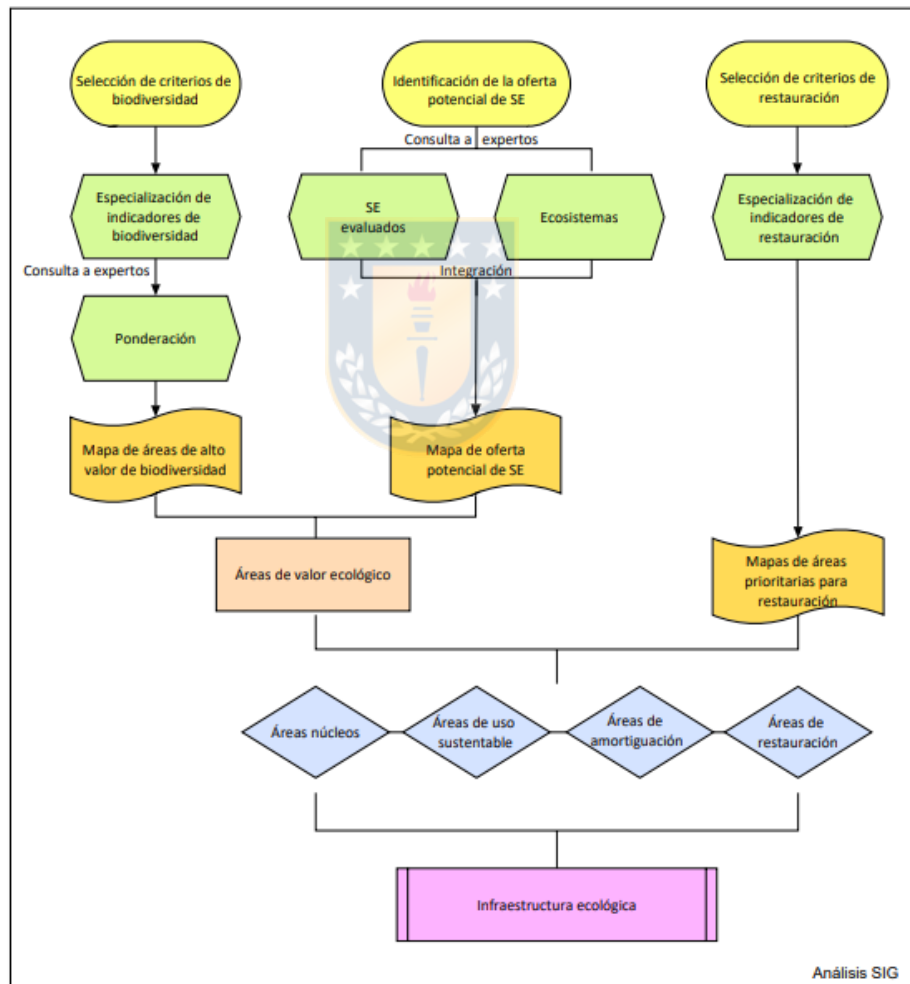 Selección de criterios de
biodiversidad
Identificación de la oferta
potencial de SE
Selección de criterios de
restauración
Consulta a expertos
Especialización de
indicadores de
biodiversidad
SE
evaluados
Ecosistemas
Especialización de
indicadores de
restauración
Consulta a expertos
Integración
Ponderación
Mapa de áreas de alto
valor de biodiversidad
Mapa de oferta
potencial de SE
Áreas de valor ecológico
Mapas de áreas
prioritarias para
restauración
Áreas núcleos
Áreas de uso
sustentable
Áreas de
amortiguación
Áreas de
restauración
Infraestructura ecológica
Análisis SIG